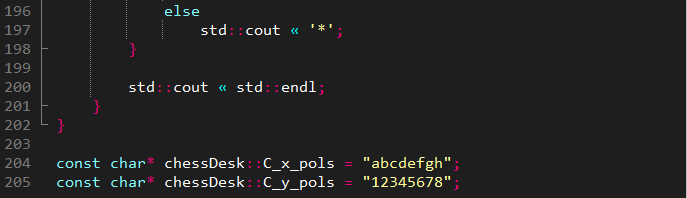 196 else
197 std::cout « '*';
198 }
199
200 std::cout « std::endl;
201 }
202 }
203
204 const char* chessDesk::C_x_pols = "abcdefgh";
205 const char* chessDesk::C_y_pols = "12345678";